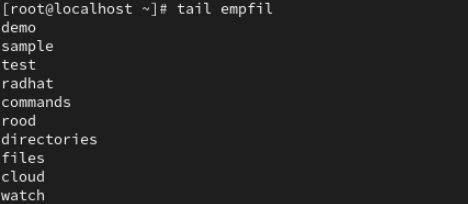 [root@localhost ~]# tail empfil
demo
sample
test
radhat
commands
rood
directories
files
cloud
watch